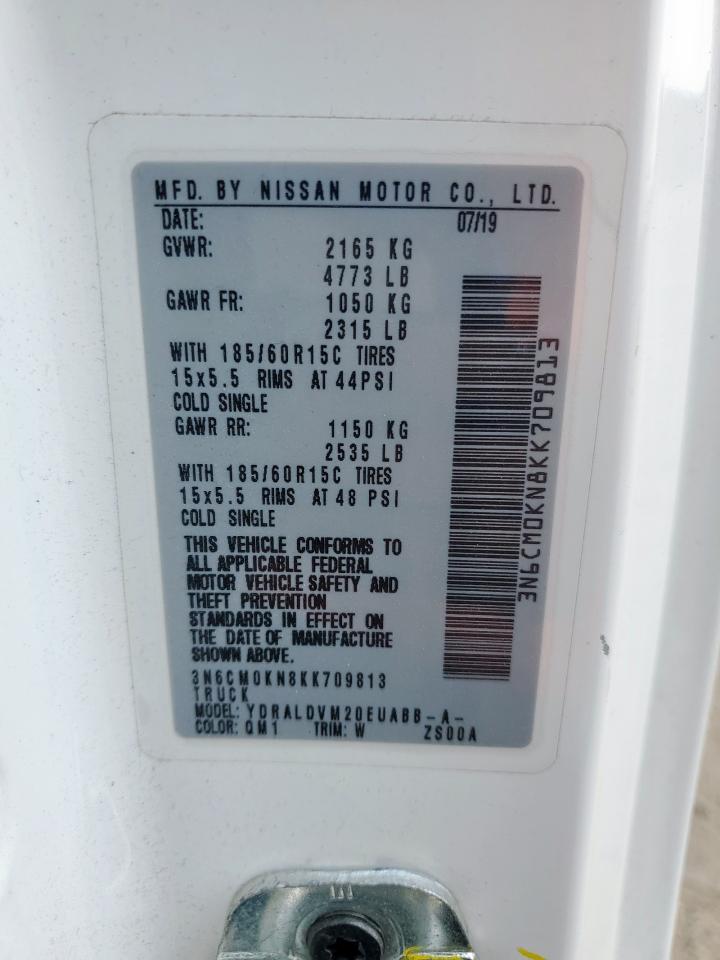 MFD. BY NISSAN MOTOR CO., LTD.
DATE: 07/19
GVWR: 2165 KG
4773 LB
GAWR FR: 1050 KG
2315 LB
WITH 185/60R15C TIRES
15x5.5 RIMS AT 44PSI
COLD SINGLE
GAWR RR: 1150 KG
2535 LB
WITH 185/60R15C TIRES
15x5.5 RIMS AT 48 PSI
COLD SINGLE
THIS VEHICLE CONFORMS TO
ALL APPLICABLE FEDERAL
MOTOR VEHICLE SAFETY AND
THEFT PREVENTION
STANDARDS IN EFFECT ON
THE DATE OF MANUFACTURE
SHOWN ABOVE.
3N6CM0KN8KK709813
TRUCK
MODEL: YDRALDVM20EUABB-A-
COLOR: QM1 TRIM: W ZS00A
3N6CM0KN8KK709813